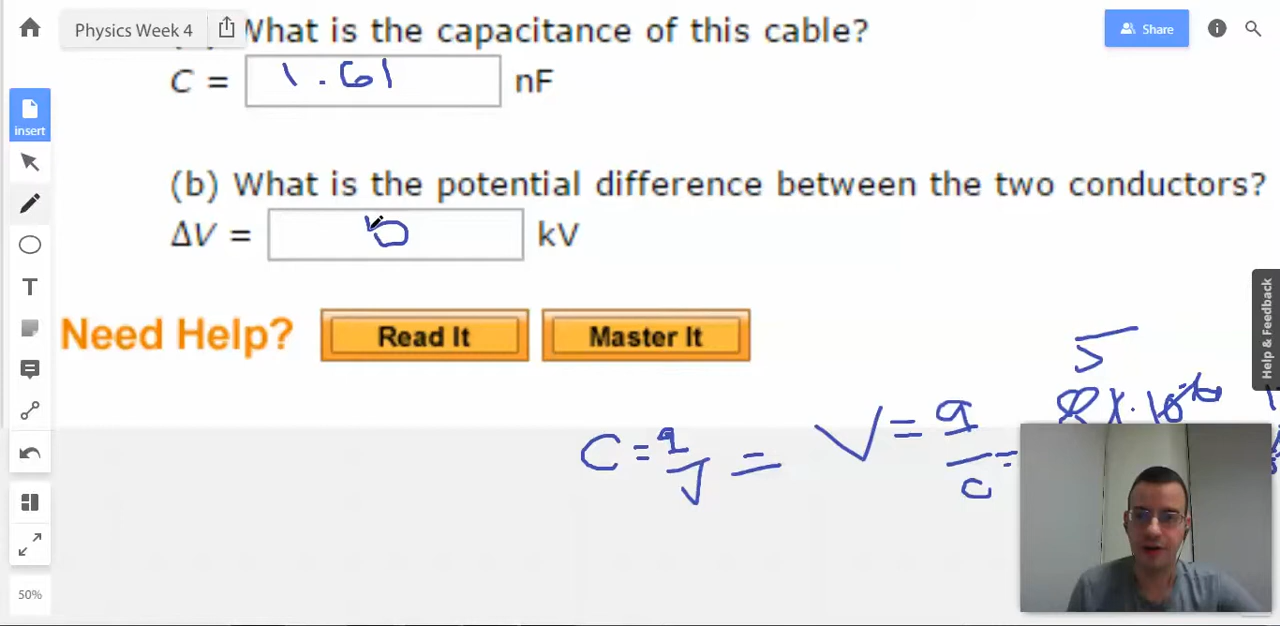 Physics Week 4
Share
What is the capacitance of this cable?
C = 1.61 nF
insert
(b) What is the potential difference between the two conductors?
ΔV = 5 kV
T
Need Help? Read It Master It
Help & Feedback
5
C = q/V = V = q/c =
50%